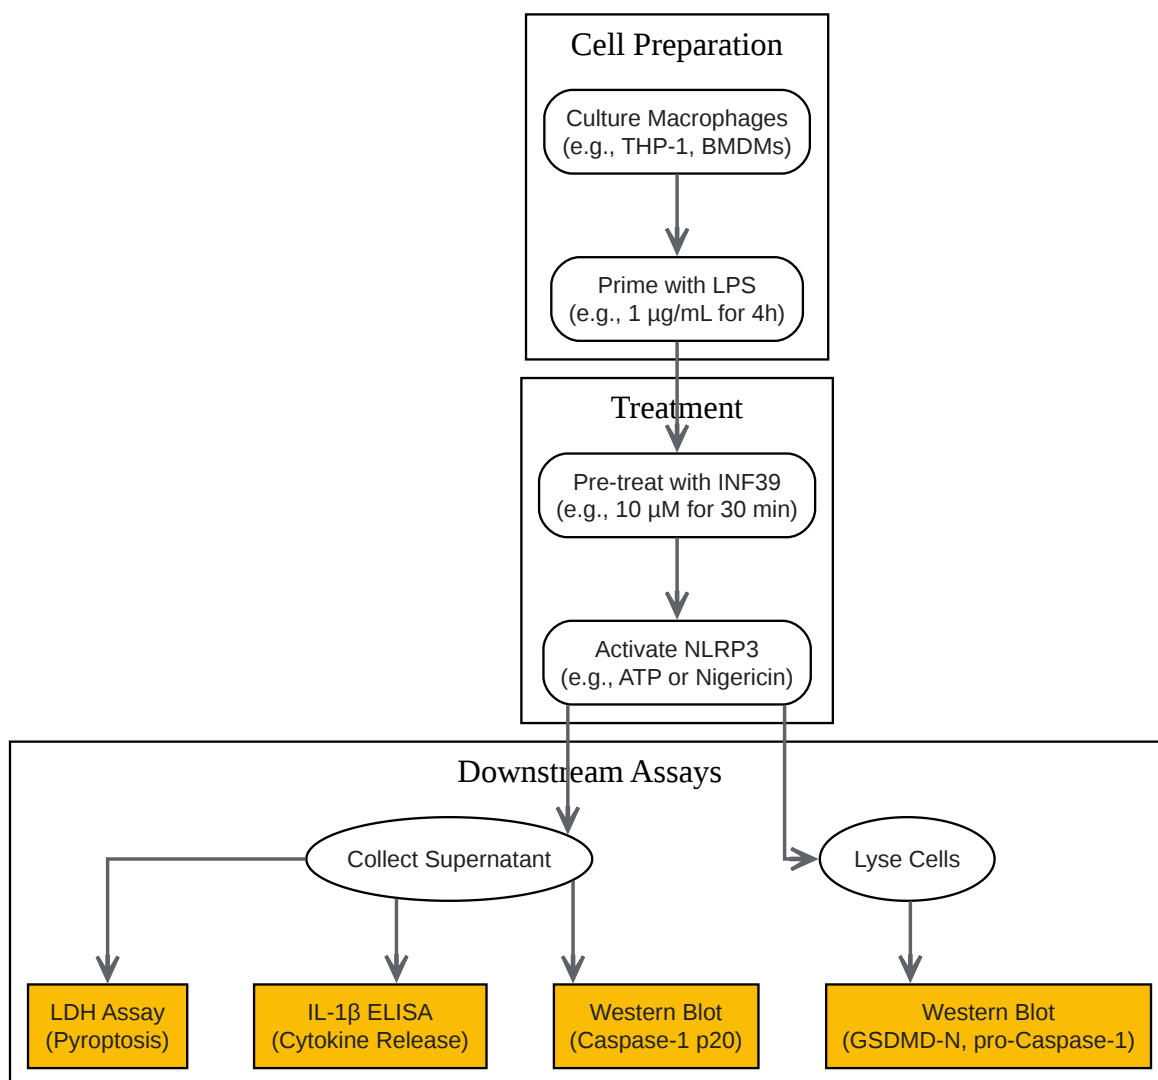 Cell Preparation
Culture Macrophages
(e.g., THP-1, BMDMs)
Prime with LPS
(e.g., 1 µg/mL for 4h)
Treatment
Pre-treat with INF39
(e.g., 10 µM for 30 min)
Activate NLRP3
(e.g., ATP or Nigericin)
Downstream Assays
Collect Supernatant
Lyse Cells
LDH Assay
(Pyroptosis)
IL-1β ELISA
(Cytokine Release)
Western Blot
(Caspase-1 p20)
Western Blot
(GSDMD-N, pro-Caspase-1)